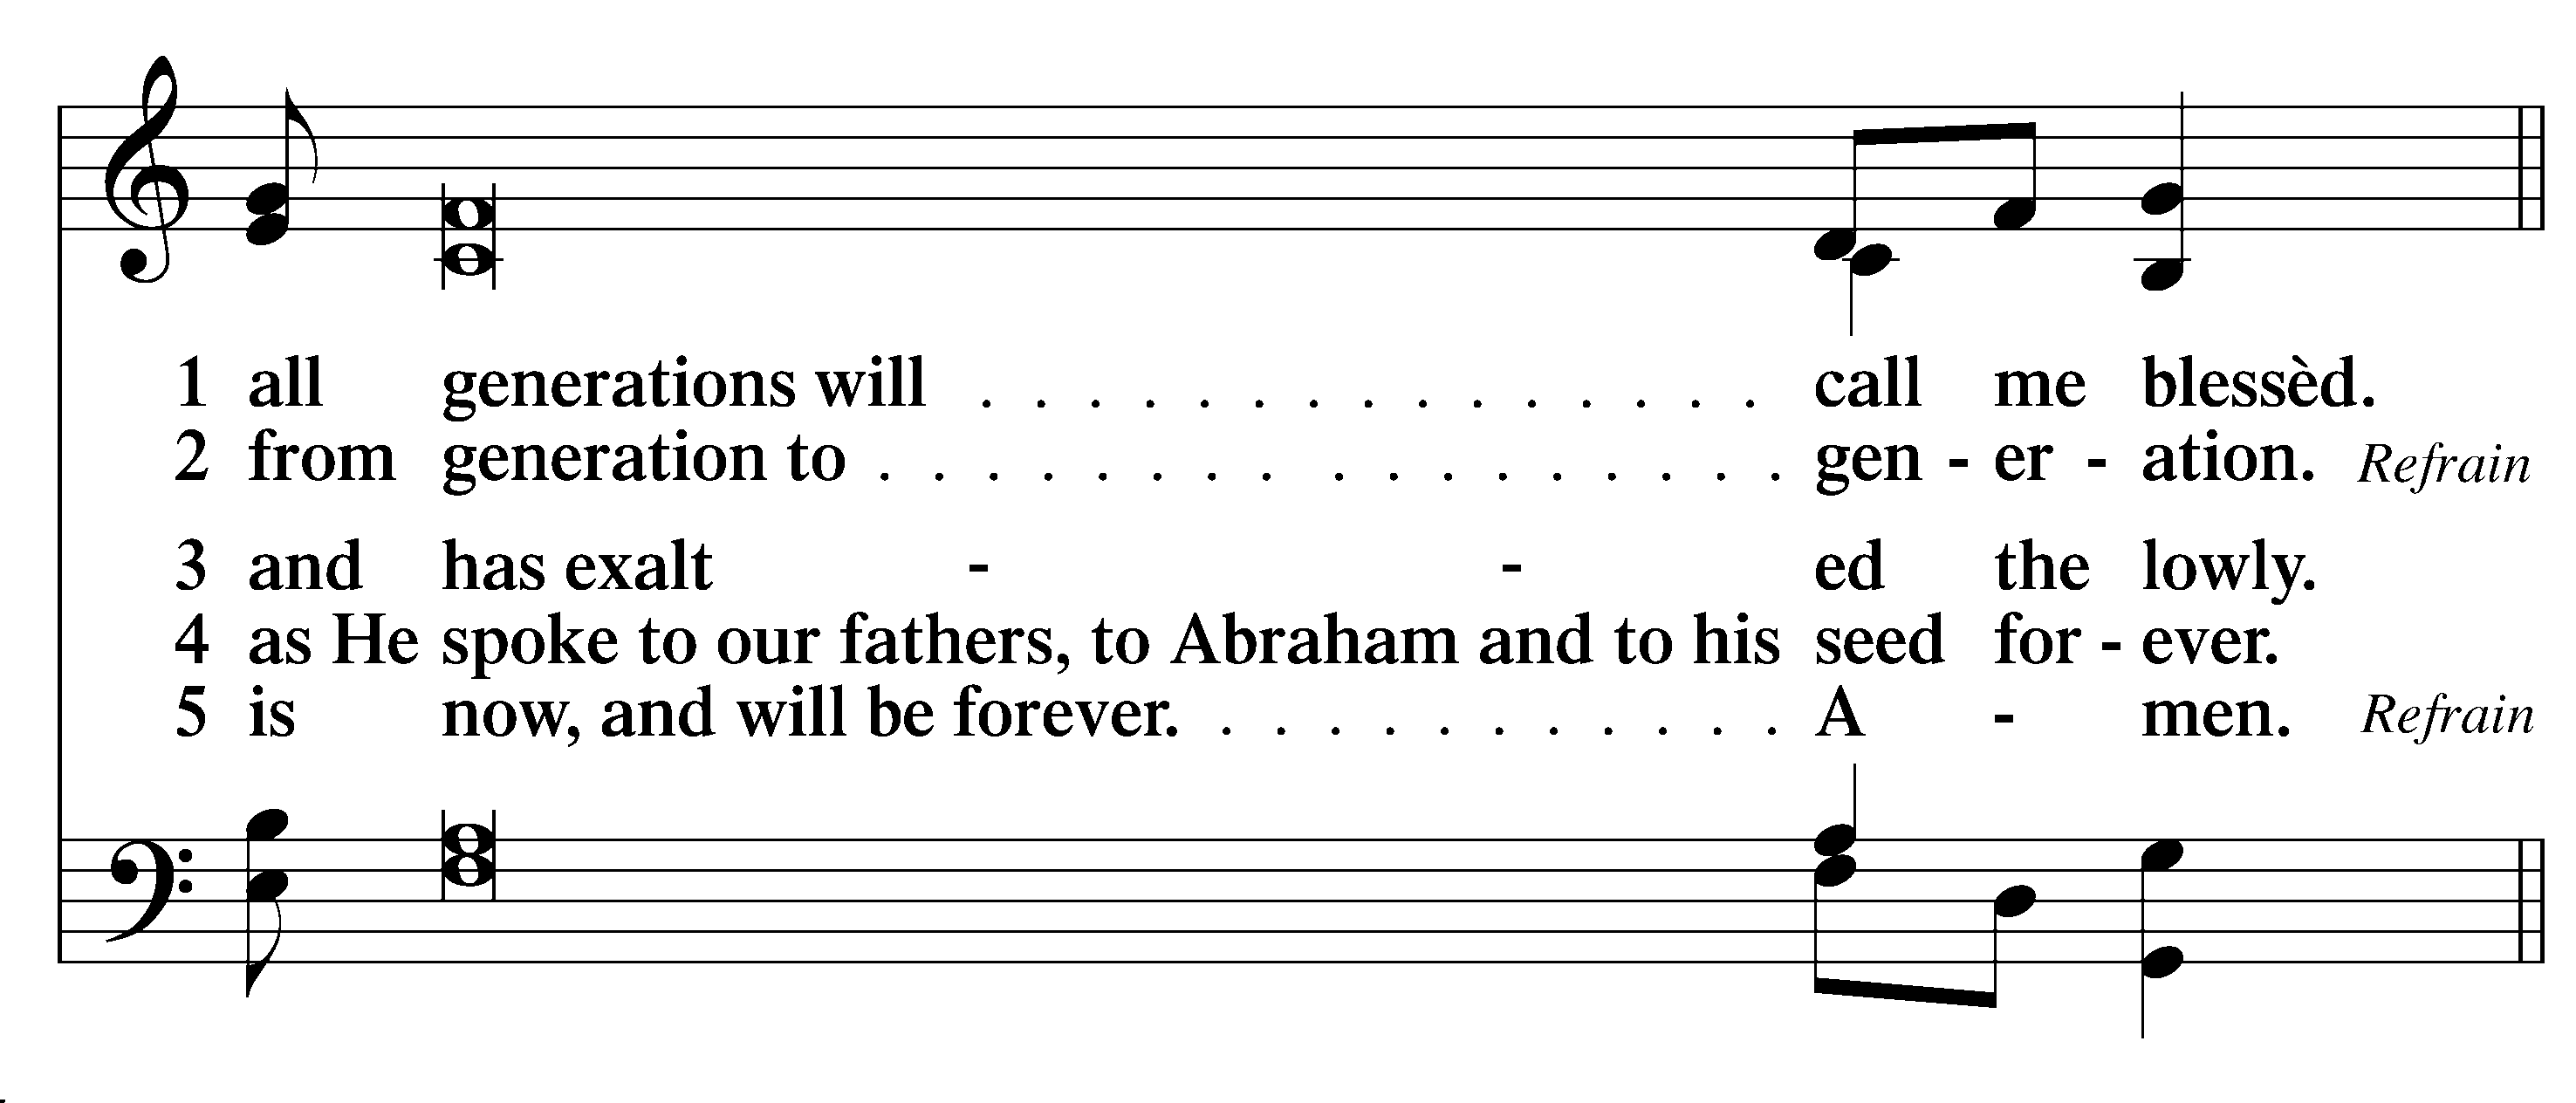 1 all generations will . . . . . . . . . . . . . . . call me blessèd.
2 from generation to . . . . . . . . . . . . . . . . . gen - er - ation. Refrain
3 and has exalt - - ed the lowly.
4 as He spoke to our fathers, to Abraham and to his seed for - ever.
5 is now, and will be forever. . . . . . . . . . . . A - men. Refrain